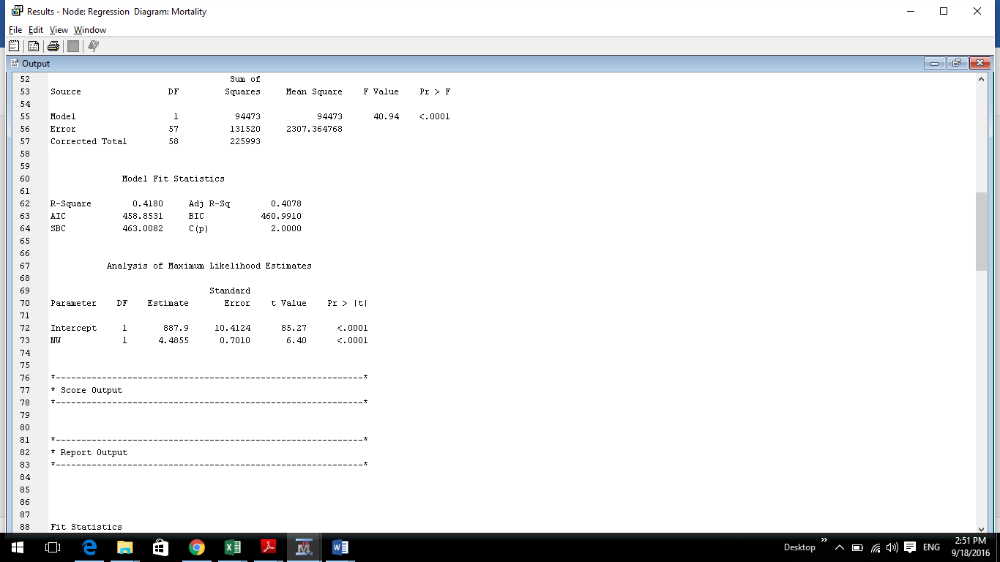 Results - Node: Regression Diagram: Mortality
File Edit View Window
Output
52 Sum of
53 Source DF Squares Mean Square F Value Pr > F
54
55 Model 1 94473 94473 40.94 <.0001
56 Error 57 131520 2307.364768
57 Corrected Total 58 225993
58
59
60 Model Fit Statistics
61
62 R-Square 0.4180 Adj R-Sq 0.4078
63 AIC 458.8531 BIC 460.9910
64 SBC 463.0082 C(p) 2.0000
65
66
67 Analysis of Maximum Likelihood Estimates
68
69 Standard
70 Parameter DF Estimate Error t Value Pr > |t|
71
72 Intercept 1 887.9 10.4124 85.27 <.0001
73 NW 1 4.4855 0.7010 6.40 <.0001
74
75
76 *------------------------------------------------------------*
77 * Score Output
78 *------------------------------------------------------------*
79
80
81 *------------------------------------------------------------*
82 * Report Output
83 *------------------------------------------------------------*
84
85
86
87
88 Fit Statistics
Desktop » ENG 2:51 PM
9/18/2016